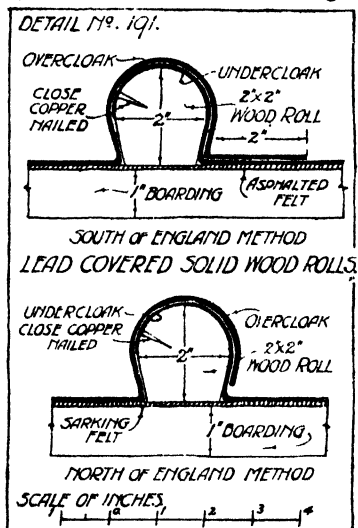 DETAIL Nº. 191.
OVERCLOAK
UNDERCLOAK
CLOSE
COPPER
NAILED
2"x2"
WOOD ROLL
2"
2"
1" BOARDING
ASPHALTED
FELT
SOUTH OF ENGLAND METHOD
LEAD COVERED SOLID WOOD ROLLS.
UNDERCLOAK
CLOSE COPPER
NAILED
OVERCLOAK
2"x2"
WOOD ROLL
2"
SARKING
FELT
1" BOARDING
NORTH OF ENGLAND METHOD
SCALE OF INCHES.
1 0 1 2 3 4